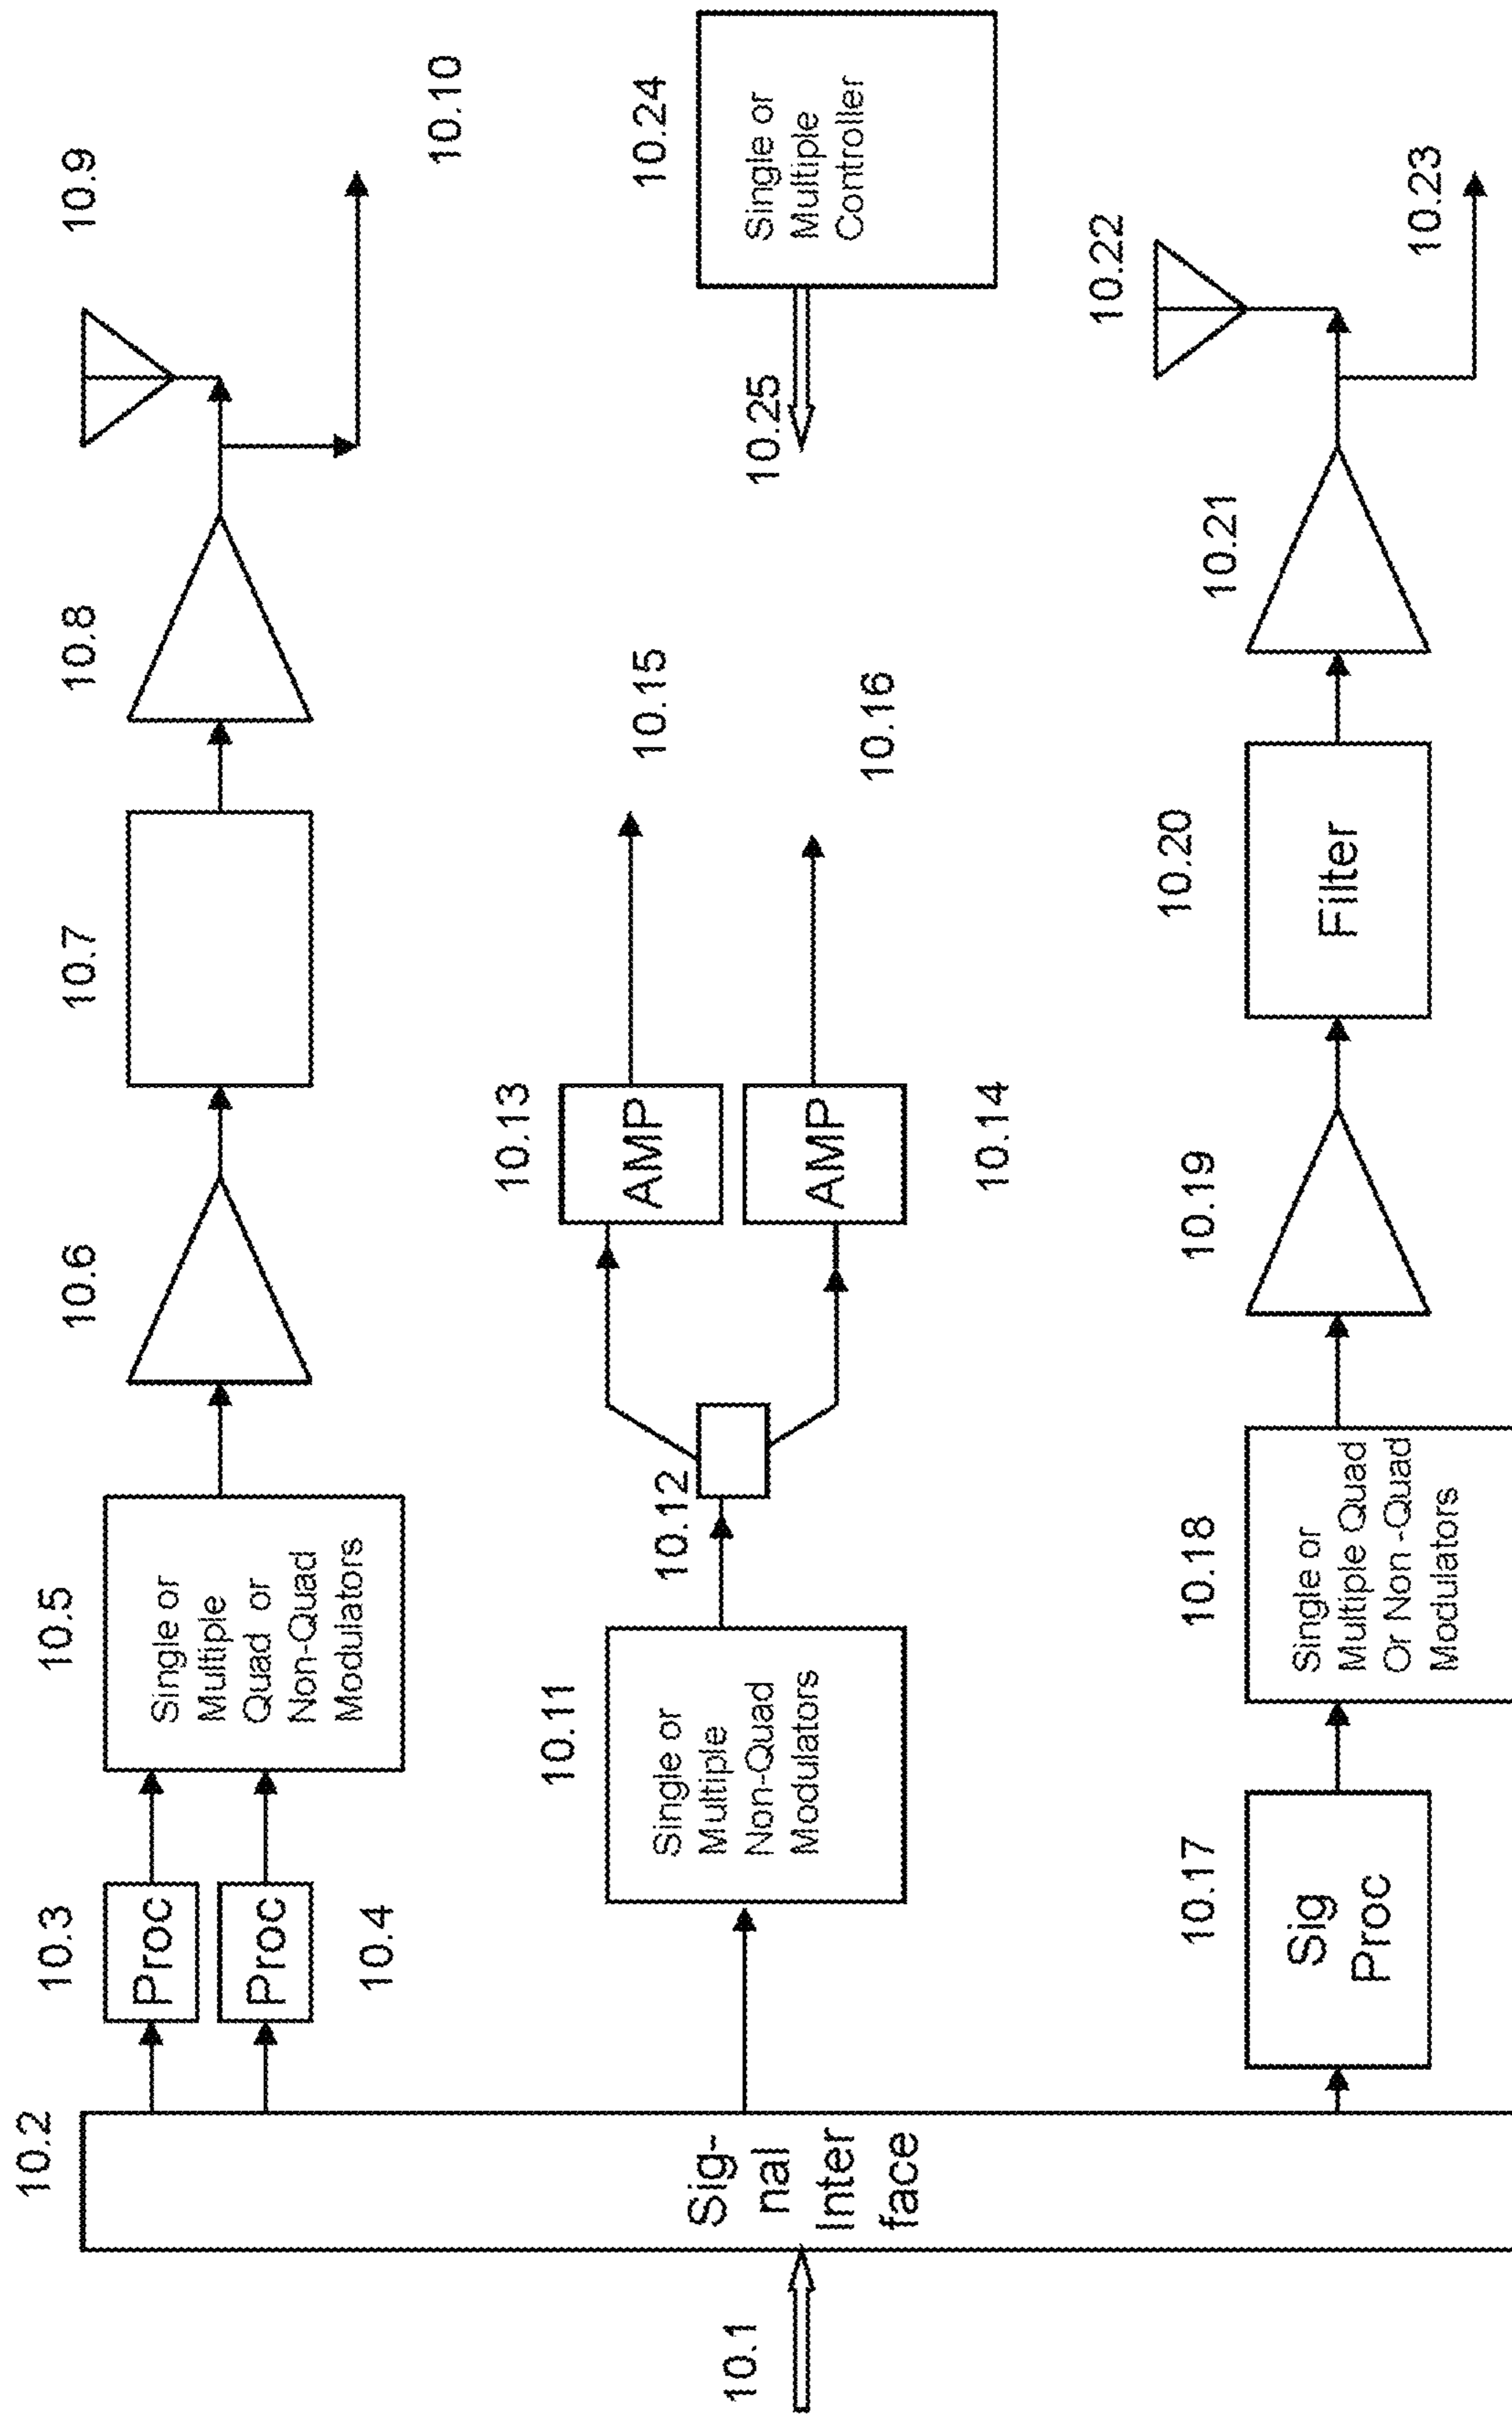 10.1
10.2
Sig-
nal
Inter
face
10.3
Proc
Proc
10.4
10.5
Single or
Multiple
Quad or
Non-Quad
Modulators
10.6
10.7
10.8
10.9
10.10
10.11
Single or
Multiple
Non-Quad
Modulators
10.12
10.13
AMP
AMP
10.14
10.15
10.16
10.24
Single or
Multiple
Controller
10.25
10.17
Sig
Proc
10.18
Single or
Multiple Quad
Or Non -Quad
Modulators
10.19
10.20
Filter
10.21
10.22
10.23